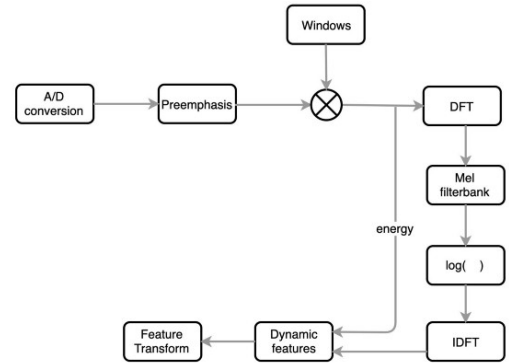 Windows
A/D
conversion
Preemphasis
DFT
Mel
filterbank
energy
log( )
Feature
Transform
Dynamic
features
IDFT